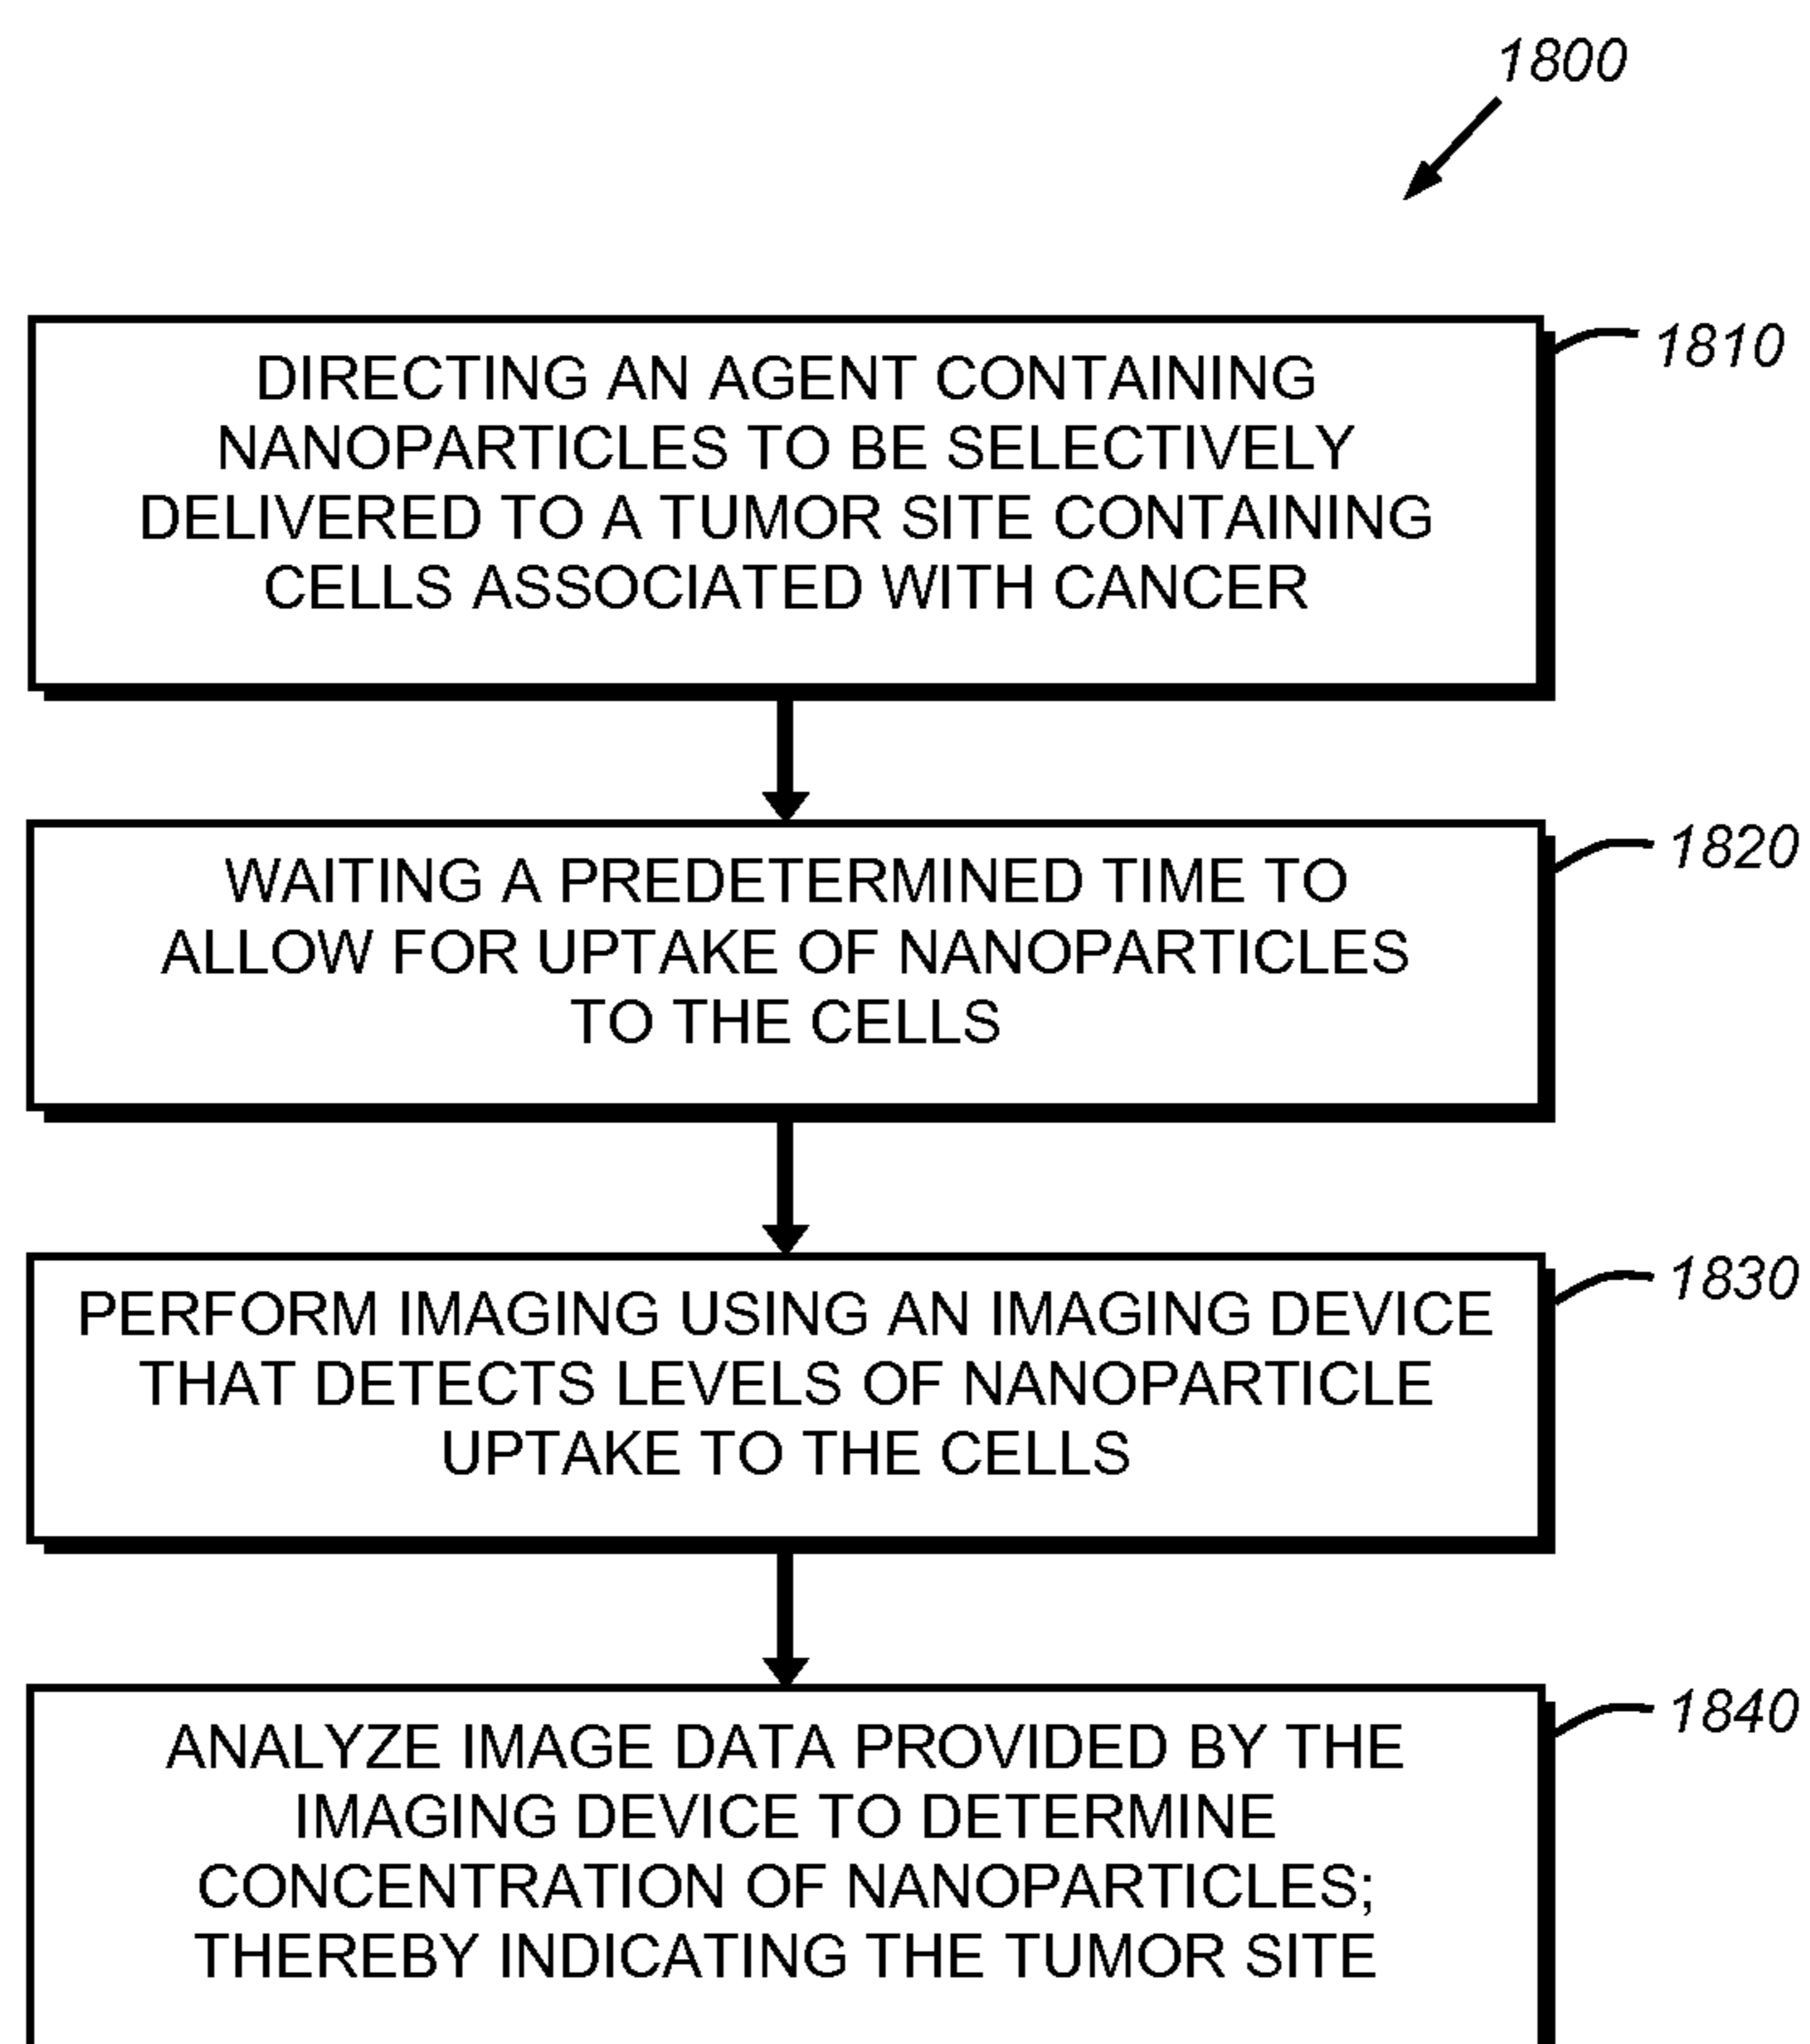 1800
DIRECTING AN AGENT CONTAINING
NANOPARTICLES TO BE SELECTIVELY
DELIVERED TO A TUMOR SITE CONTAINING
CELLS ASSOCIATED WITH CANCER
1810
WAITING A PREDETERMINED TIME TO
ALLOW FOR UPTAKE OF NANOPARTICLES
TO THE CELLS
1820
PERFORM IMAGING USING AN IMAGING DEVICE
THAT DETECTS LEVELS OF NANOPARTICLE
UPTAKE TO THE CELLS
1830
ANALYZE IMAGE DATA PROVIDED BY THE
IMAGING DEVICE TO DETERMINE
CONCENTRATION OF NANOPARTICLES;
THEREBY INDICATING THE TUMOR SITE
1840